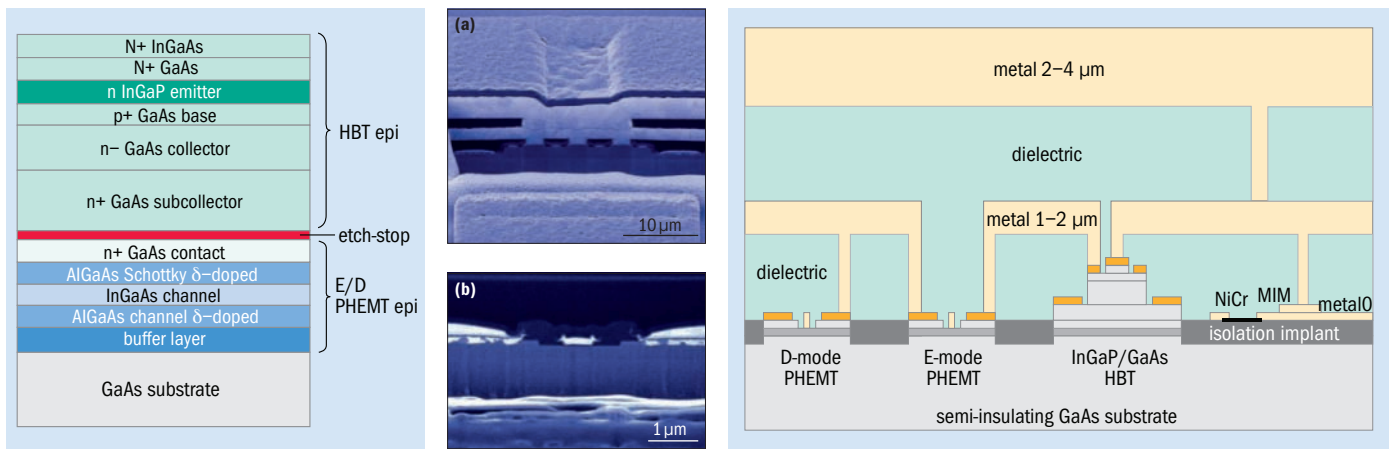 N+ InGaAs
N+ GaAs
n InGaP emitter
p+ GaAs base
n− GaAs collector
n+ GaAs subcollector
HBT epi
etch-stop
n+ GaAs contact
AlGaAs Schottky δ−doped
InGaAs channel
AlGaAs channel δ−doped
buffer layer
E/D
PHEMT epi
GaAs substrate
(a)
10 µm
(b)
1 µm
metal 2−4 µm
dielectric
metal 1−2 µm
dielectric
NiCr
MIM
metal0
isolation implant
D-mode
PHEMT
E-mode
PHEMT
InGaP/GaAs
HBT
semi-insulating GaAs substrate